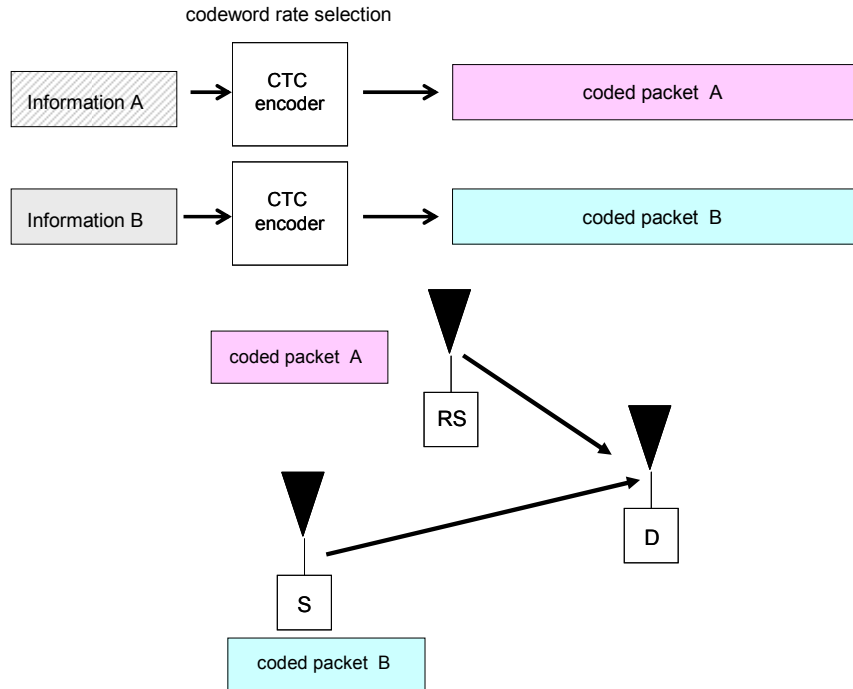 codeword rate selection
Information A
CTC
encoder
coded packet A
Information B
CTC
encoder
coded packet B
coded packet A
RS
D
S
coded packet B